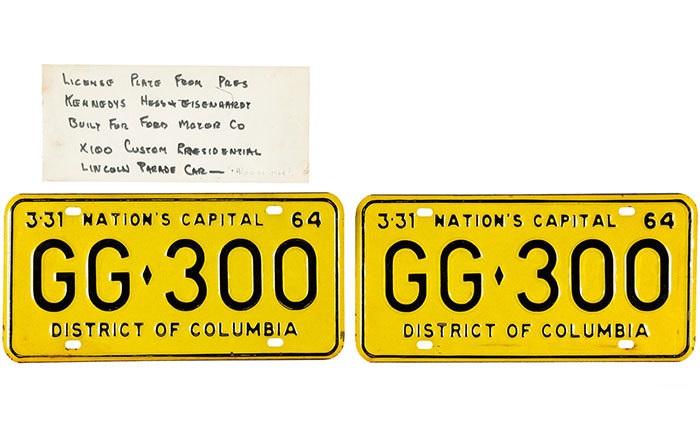 LICENSE PLATE FROM PRES
KENNEDYS HESS & EISENHARDT
BUILT FOR FORD MOTOR CO
X100 CUSTOM PRESIDENTIAL
LINCOLN PARADE CAR —
3·31 NATION'S CAPITAL 64
GG♦300
DISTRICT OF COLUMBIA
3·31 NATION'S CAPITAL 64
GG♦300
DISTRICT OF COLUMBIA